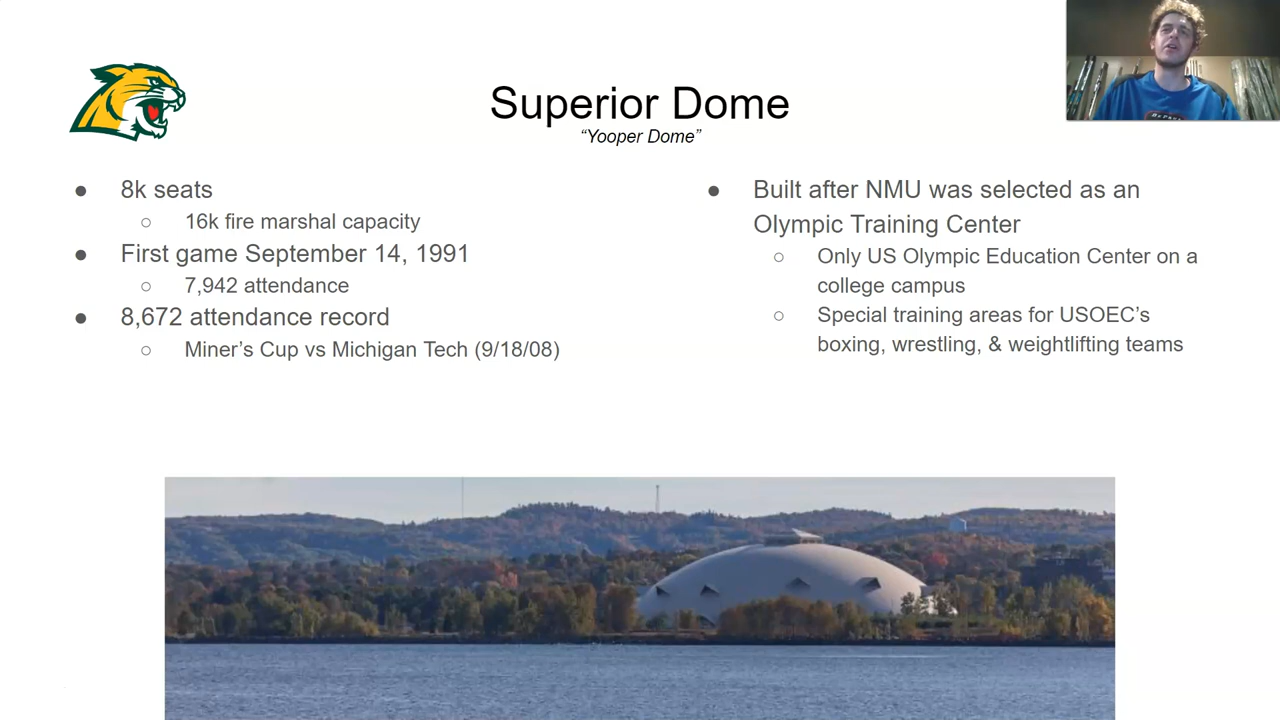 Superior Dome
“Yooper Dome”
● 8k seats
○ 16k fire marshal capacity
● First game September 14, 1991
○ 7,942 attendance
● 8,672 attendance record
○ Miner’s Cup vs Michigan Tech (9/18/08)
● Built after NMU was selected as an
Olympic Training Center
○ Only US Olympic Education Center on a
college campus
○ Special training areas for USOEC’s
boxing, wrestling, & weightlifting teams